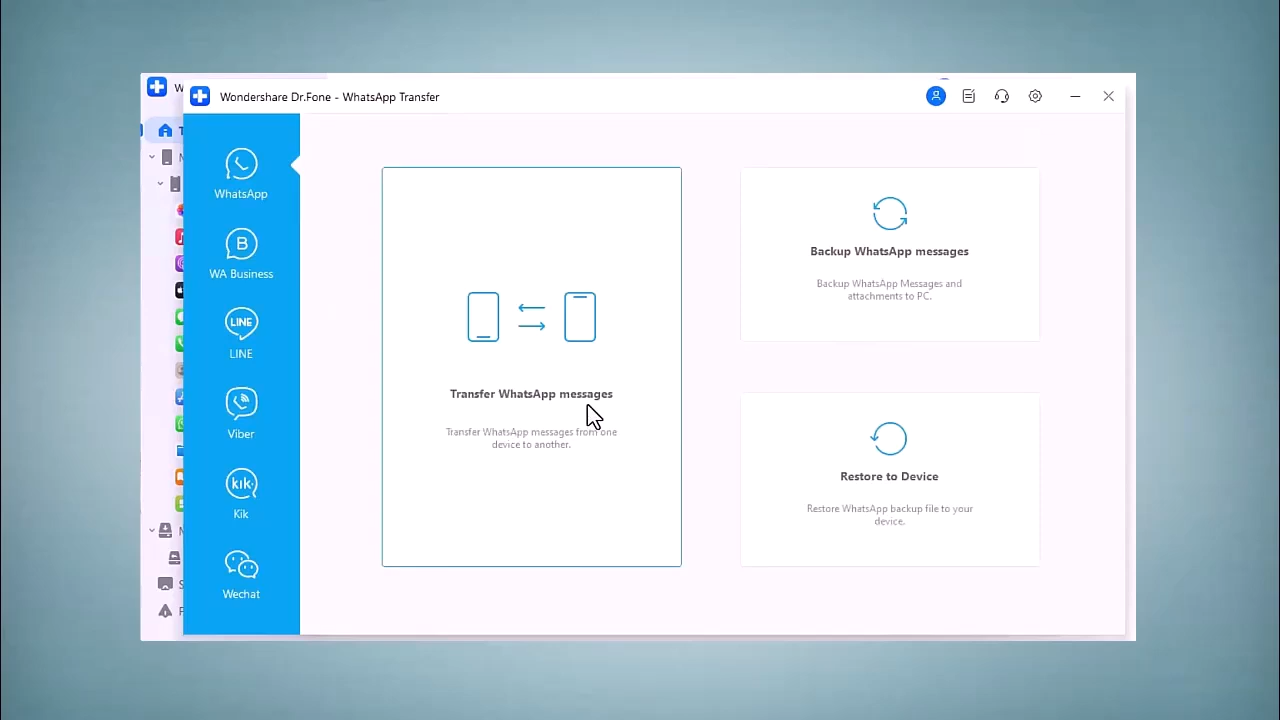 Wondershare Dr.Fone - WhatsApp Transfer
WhatsApp
WA Business
LINE
LINE
Viber
kik
Kik
Wechat
Transfer WhatsApp messages
Transfer WhatsApp messages from one
device to another.
Backup WhatsApp messages
Backup WhatsApp Messages and
attachments to PC.
Restore to Device
Restore WhatsApp backup file to your
device.